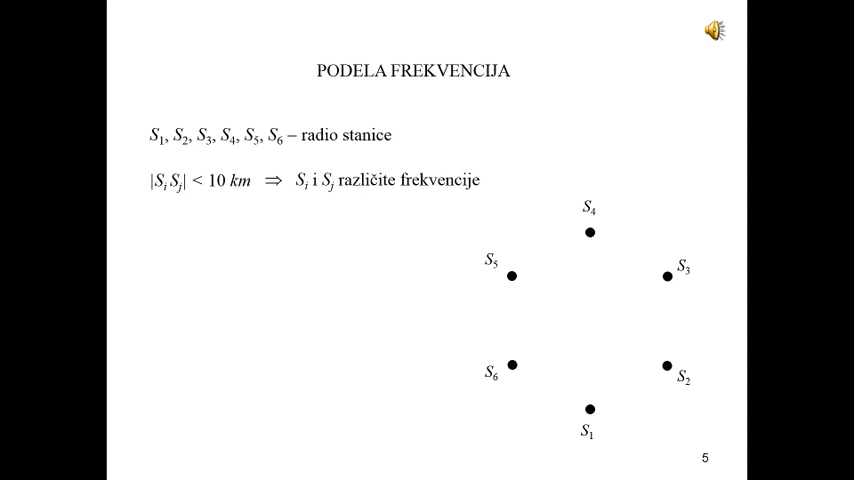 PODELA FREKVENCIJA
S₁, S₂, S₃, S₄, S₅, S₆ – radio stanice
|SᵢSⱼ| < 10 km ⇒ Sᵢ i Sⱼ različite frekvencije
S₄
S₅
S₃
S₆
S₂
S₁
5